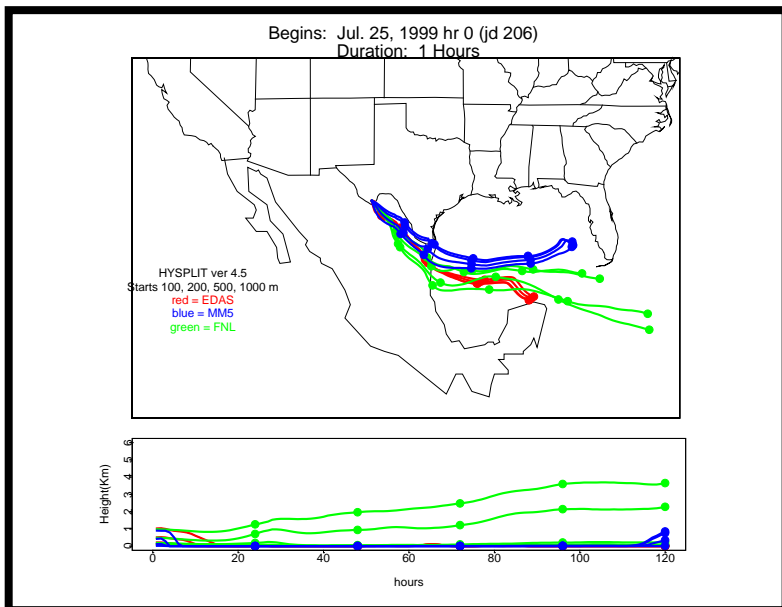 Begins: Jul. 25, 1999 hr 0 (jd 206)
Duration: 1 Hours
HYSPLIT ver 4.5
Starts 100, 200, 500, 1000 m
red = EDAS
blue = MM5
green = FNL
Height(Km)
6
5
4
3
2
1
0
0 20 40 60 80 100 120
hours